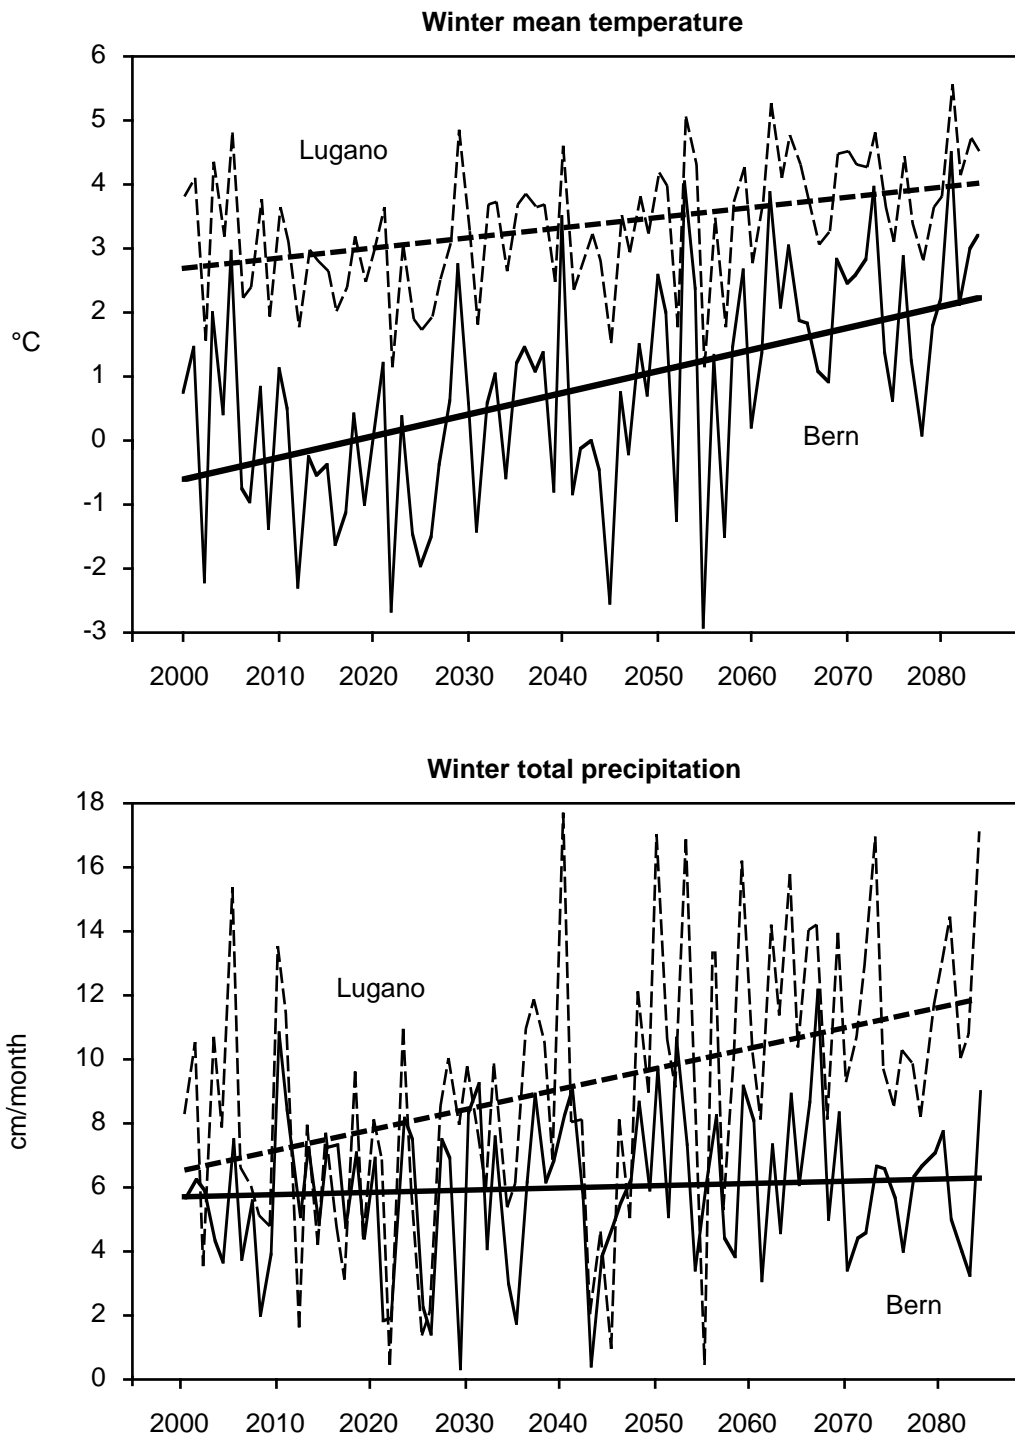 Winter mean temperature
6
5
Lugano
4
3
2
°C
1
0
Bern
-1
-2
-3
2000 2010 2020 2030 2040 2050 2060 2070 2080
Winter total precipitation
18
16
14
12
Lugano
10
cm/month
8
6
4
Bern
2
0
2000 2010 2020 2030 2040 2050 2060 2070 2080